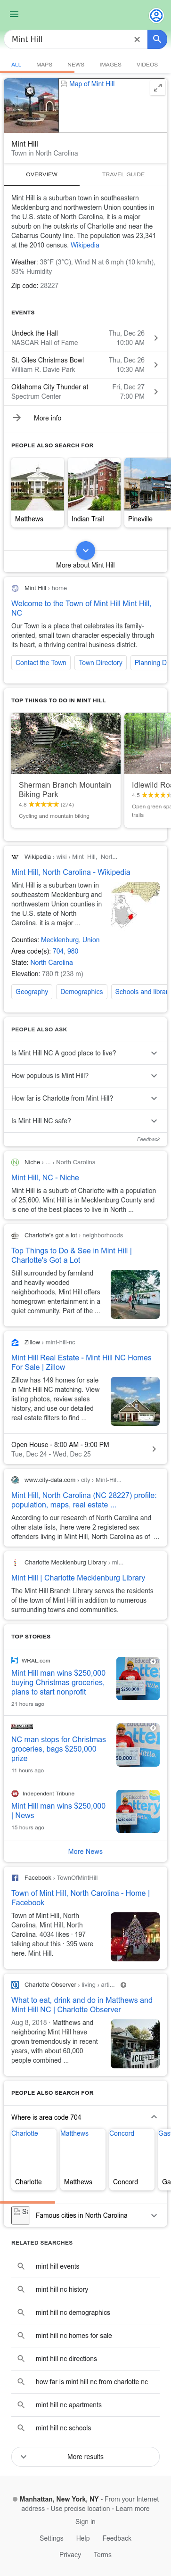 Mint Hill
ALL MAPS NEWS IMAGES VIDEOS
Map of Mint Hill
Mint Hill
Town in North Carolina
OVERVIEW TRAVEL GUIDE
Mint Hill is a suburban town in southeastern
Mecklenburg and northwestern Union counties in
the U.S. state of North Carolina, it is a major
suburb on the outskirts of Charlotte and near the
Cabarrus County line. The population was 23,341
at the 2010 census. Wikipedia
Weather: 38°F (3°C), Wind N at 6 mph (10 km/h),
83% Humidity
Zip code: 28227
EVENTS
Undeck the Hall Thu, Dec 26
NASCAR Hall of Fame 10:00 AM
St. Giles Christmas Bowl Thu, Dec 26
William R. Davie Park 10:30 AM
Oklahoma City Thunder at Fri, Dec 27
Spectrum Center 7:00 PM
More info
PEOPLE ALSO SEARCH FOR
Matthews Indian Trail Pineville
More about Mint Hill
Mint Hill › home
Welcome to the Town of Mint Hill Mint Hill,
NC
Our Town is a place that celebrates its family-
oriented, small town character especially though
its heart, a thriving central business district.
Contact the Town Town Directory Planning D
TOP THINGS TO DO IN MINT HILL
Sherman Branch Mountain
Biking Park
4.8 ★★★★★ (274)
Cycling and mountain biking
Idlewild Roa
4.5 ★★★★
Open green spa
trails
Wikipedia › wiki › Mint_Hill,_Nort...
Mint Hill, North Carolina - Wikipedia
Mint Hill is a suburban town in
southeastern Mecklenburg and
northwestern Union counties in
the U.S. state of North
Carolina, it is a major ...
Counties: Mecklenburg, Union
Area code(s): 704, 980
State: North Carolina
Elevation: 780 ft (238 m)
Geography Demographics Schools and librar
PEOPLE ALSO ASK
Is Mint Hill NC A good place to live?
How populous is Mint Hill?
How far is Charlotte from Mint Hill?
Is Mint Hill NC safe?
Feedback
Niche › ... › North Carolina
Mint Hill, NC - Niche
Mint Hill is a suburb of Charlotte with a population
of 25,600. Mint Hill is in Mecklenburg County and
is one of the best places to live in North ...
Charlotte's got a lot › neighborhoods
Top Things to Do & See in Mint Hill |
Charlotte's Got a Lot
Still surrounded by farmland
and heavily wooded
neighborhoods, Mint Hill offers
homegrown entertainment in a
quiet community. Part of the ...
Zillow › mint-hill-nc
Mint Hill Real Estate - Mint Hill NC Homes
For Sale | Zillow
Zillow has 149 homes for sale
in Mint Hill NC matching. View
listing photos, review sales
history, and use our detailed
real estate filters to find ...
Open House - 8:00 AM - 9:00 PM
Tue, Dec 24 - Wed, Dec 25
www.city-data.com › city › Mint-Hil...
Mint Hill, North Carolina (NC 28227) profile:
population, maps, real estate ...
According to our research of North Carolina and
other state lists, there were 2 registered sex
offenders living in Mint Hill, North Carolina as of ...
Charlotte Mecklenburg Library › mi...
Mint Hill | Charlotte Mecklenburg Library
The Mint Hill Branch Library serves the residents
of the town of Mint Hill in addition to numerous
surrounding towns and communities.
TOP STORIES
WRAL.com
Mint Hill man wins $250,000
buying Christmas groceries,
plans to start nonprofit
21 hours ago
NC man stops for Christmas
groceries, bags $250,000
prize
11 hours ago
Independent Tribune
Mint Hill man wins $250,000
| News
15 hours ago
More News
Facebook › TownOfMintHill
Town of Mint Hill, North Carolina - Home |
Facebook
Town of Mint Hill, North
Carolina, Mint Hill, North
Carolina. 4034 likes · 197
talking about this · 395 were
here. Mint Hill.
Charlotte Observer › living › arti...
What to eat, drink and do in Matthews and
Mint Hill NC | Charlotte Observer
Aug 8, 2018 · Matthews and
neighboring Mint Hill have
grown tremendously in recent
years, with about 60,000
people combined ...
#COFFEE
PEOPLE ALSO SEARCH FOR
Where is area code 704
Charlotte Matthews Concord Gas
Charlotte Matthews Concord Ga
Famous cities in North Carolina
RELATED SEARCHES
mint hill events
mint hill nc history
mint hill nc demographics
mint hill nc homes for sale
mint hill nc directions
how far is mint hill nc from charlotte nc
mint hill nc apartments
mint hill nc schools
More results
Manhattan, New York, NY - From your Internet
address - Use precise location - Learn more
Sign in
Settings Help Feedback
Privacy Terms